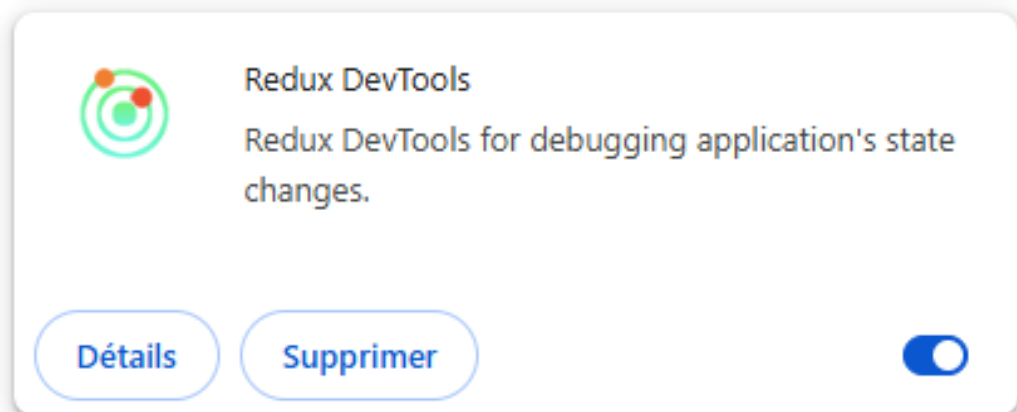 Redux DevTools
Redux DevTools for debugging application's state
changes.
Détails
Supprimer